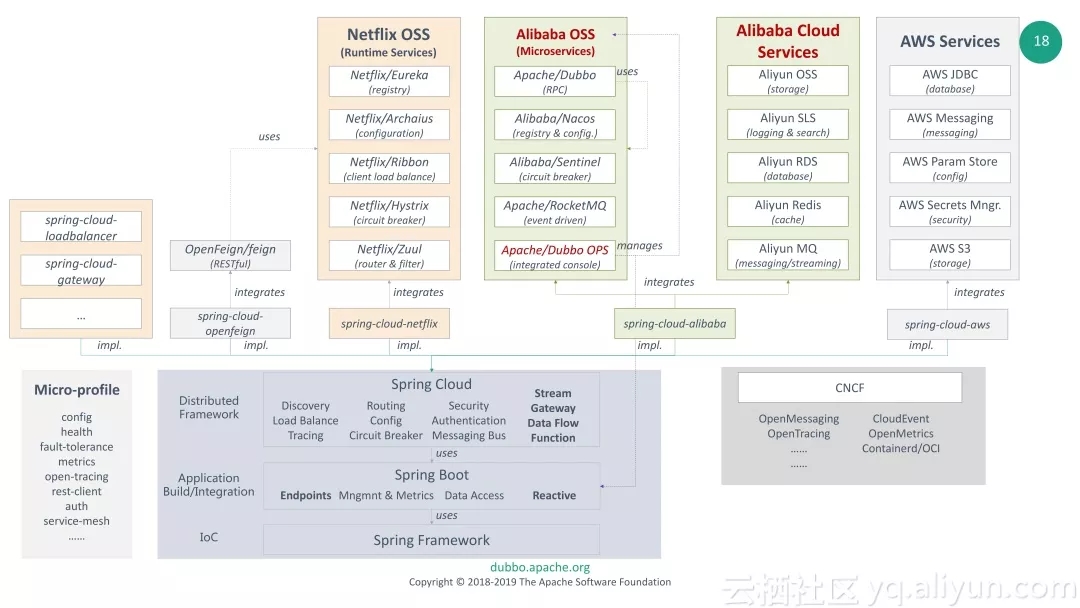 Netflix OSS
(Runtime Services)
Netflix/Eureka
(registry)
Netflix/Archaius
(configuration)
Netflix/Ribbon
(client load balance)
Netflix/Hystrix
(circuit breaker)
Netflix/Zuul
(router & filter)
Alibaba OSS
(Microservices)
Apache/Dubbo
(RPC)
Alibaba/Nacos
(registry & config.)
Alibaba/Sentinel
(circuit breaker)
Apache/RocketMQ
(event driven)
Apache/Dubbo OPS
(integrated console)
uses
manages
Alibaba Cloud
Services
Aliyun OSS
(storage)
Aliyun SLS
(logging & search)
Aliyun RDS
(database)
Aliyun Redis
(cache)
Aliyun MQ
(messaging/streaming)
AWS Services
AWS JDBC
(database)
AWS Messaging
(messaging)
AWS Param Store
(config)
AWS Secrets Mngr.
(security)
AWS S3
(storage)
18
uses
spring-cloud-
loadbalancer
spring-cloud-
gateway
...
OpenFeign/feign
(RESTful)
integrates
integrates
integrates
integrates
spring-cloud-
openfeign
spring-cloud-netflix
spring-cloud-alibaba
spring-cloud-aws
impl.
impl.
impl.
impl.
impl.
Micro-profile
config
health
fault-tolerance
metrics
open-tracing
rest-client
auth
service-mesh
......
Distributed
Framework
Spring Cloud
Discovery
Load Balance
Tracing
Routing
Config
Circuit Breaker
Security
Authentication
Messaging Bus
Stream
Gateway
Data Flow
Function
uses
Application
Build/Integration
Spring Boot
Endpoints
Mngmnt & Metrics
Data Access
Reactive
uses
IoC
Spring Framework
CNCF
OpenMessaging
OpenTracing
......
......
CloudEvent
OpenMetrics
Containerd/OCI
dubbo.apache.org
Copyright © 2018-2019 The Apache Software Foundation
云栖社区 yq.aliyun.com